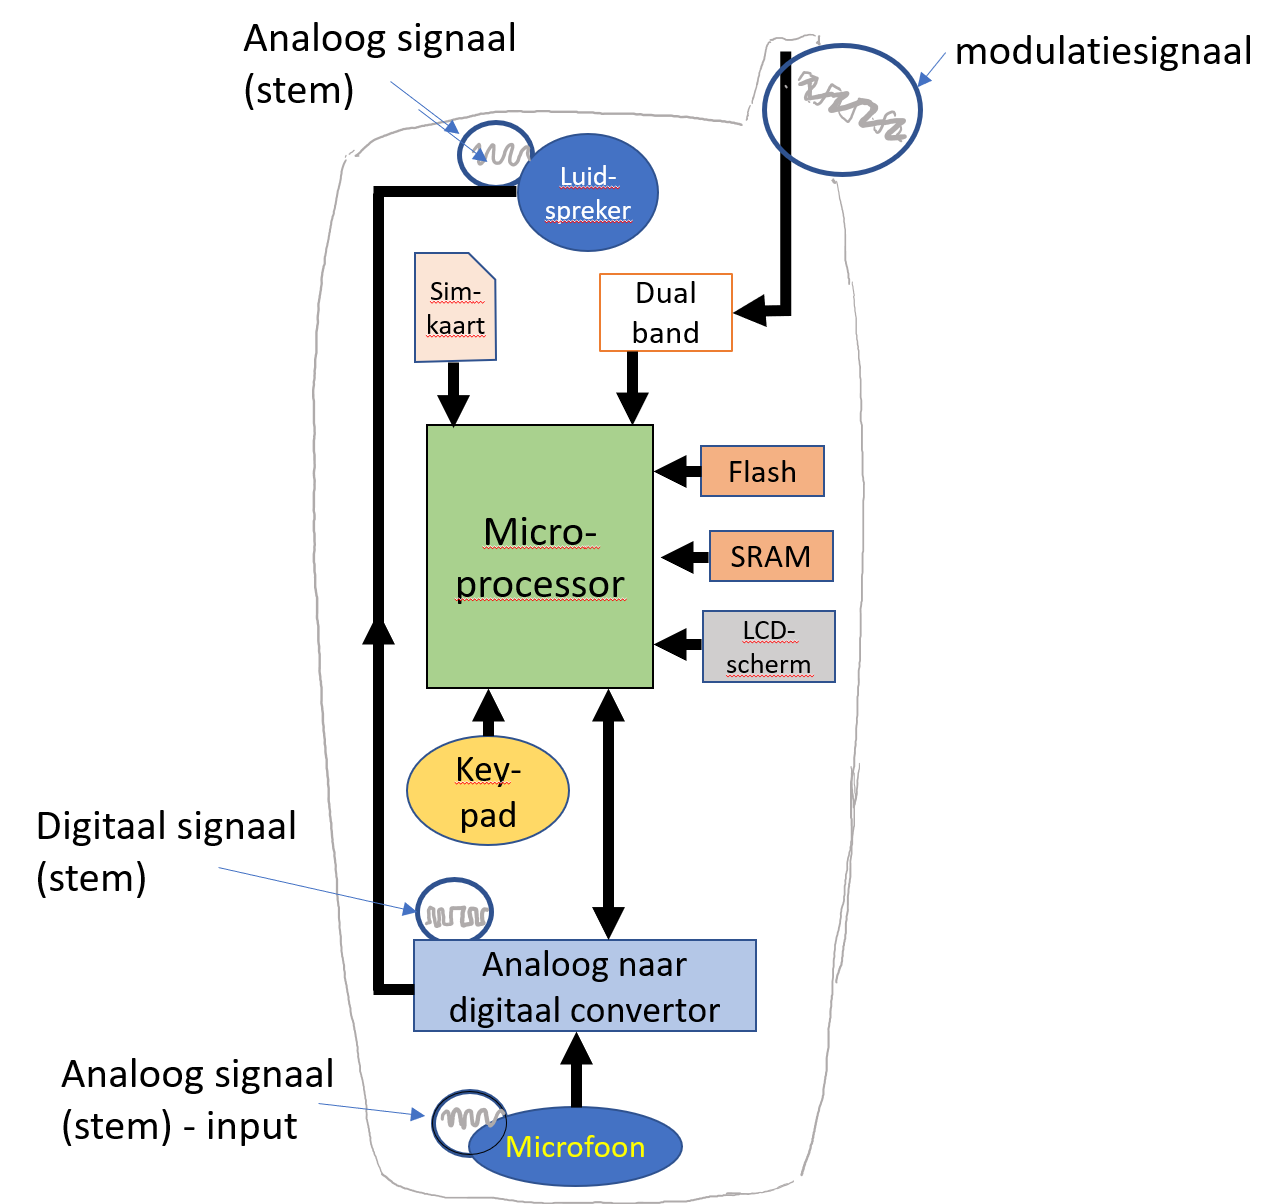 Analoog signaal
(stem)
modulatiesignaal
Luid-
spreker
Sim-
kaart
Dual
band
Flash
Micro-
processor
SRAM
LCD-
scherm
Key-
pad
Digitaal signaal
(stem)
Analoog naar
digitaal convertor
Analoog signaal
(stem) - input
Microfoon